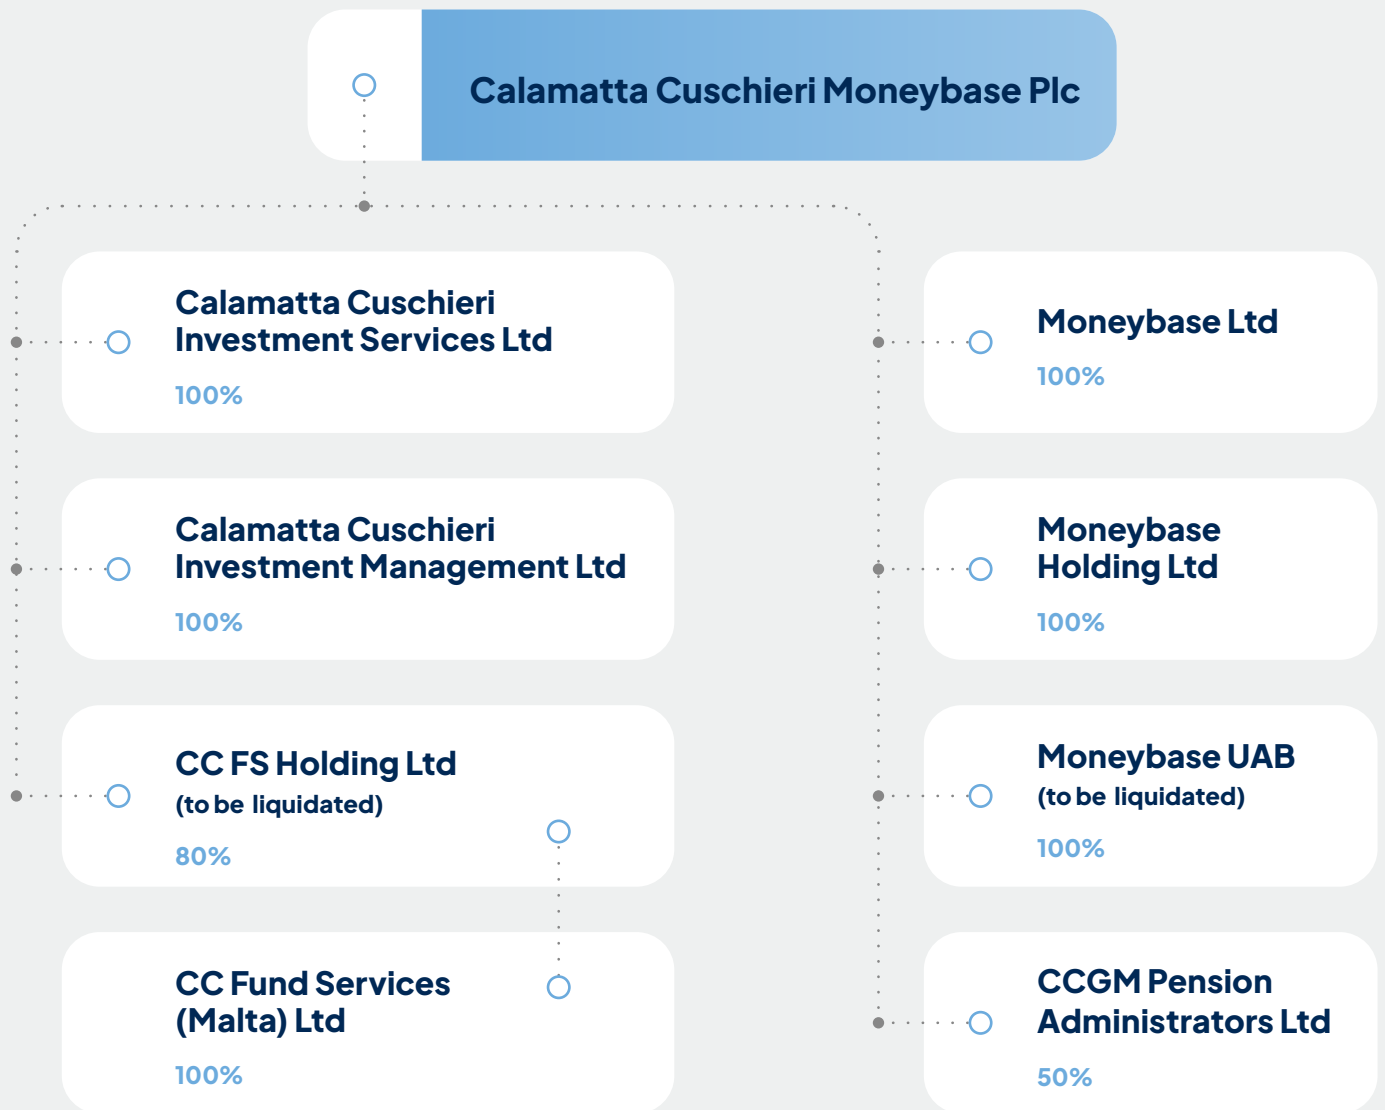 Calamatta Cuschieri Moneybase Plc
Calamatta Cuschieri
Investment Services Ltd
100%
Calamatta Cuschieri
Investment Management Ltd
100%
CC FS Holding Ltd
(to be liquidated)
80%
CC Fund Services
(Malta) Ltd
100%
Moneybase Ltd
100%
Moneybase
Holding Ltd
100%
Moneybase UAB
(to be liquidated)
100%
CCGM Pension
Administrators Ltd
50%